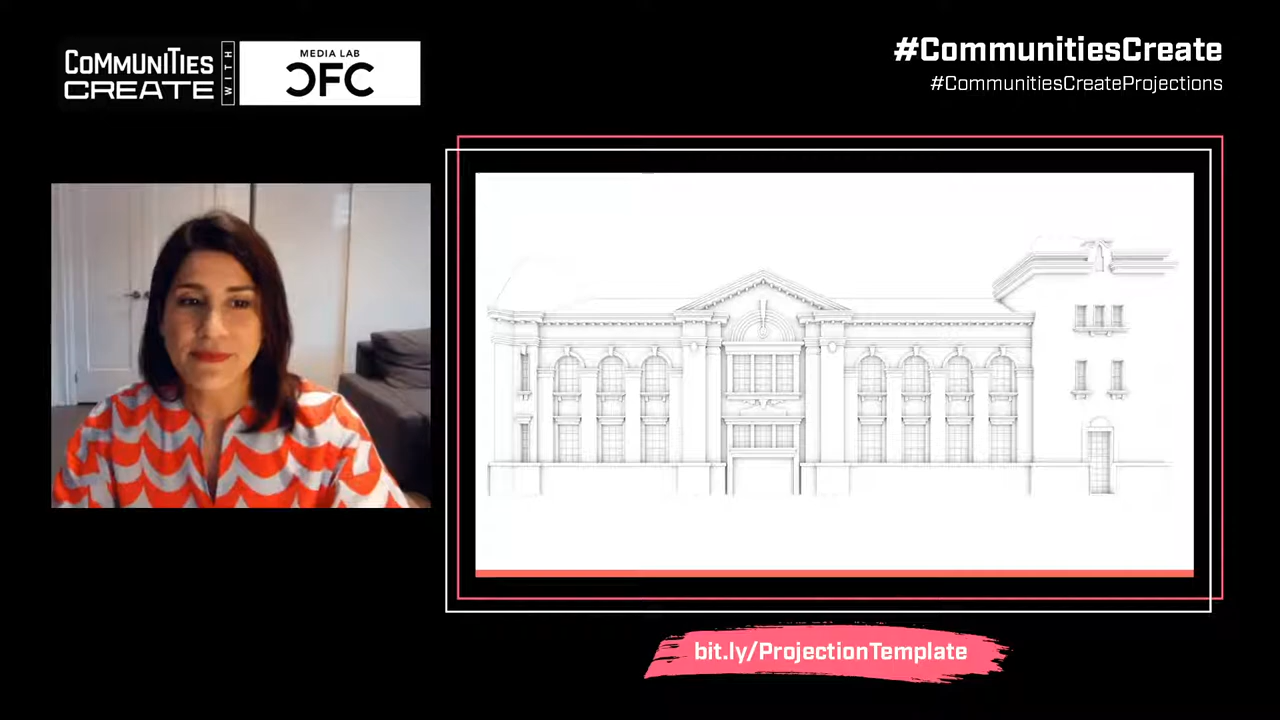 CoMmuNITies
CREATE
WITH
MEDIA LAB
CFC
#CommunitiesCreate
#CommunitiesCreateProjections
bit.ly/ProjectionTemplate